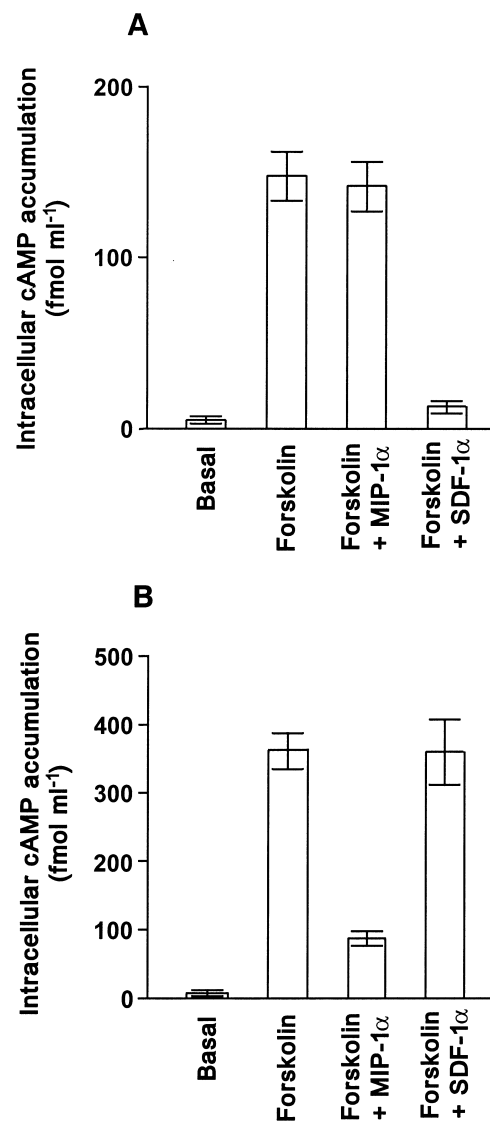 A
Intracellular cAMP accumulation
(fmol ml-1)
200
100
0
Basal
Forskolin
Forskolin
+ MIP-1α
Forskolin
+ SDF-1α
B
Intracellular cAMP accumulation
(fmol ml-1)
500
400
300
200
100
0
Basal
Forskolin
Forskolin
+ MIP-1α
Forskolin
+ SDF-1α